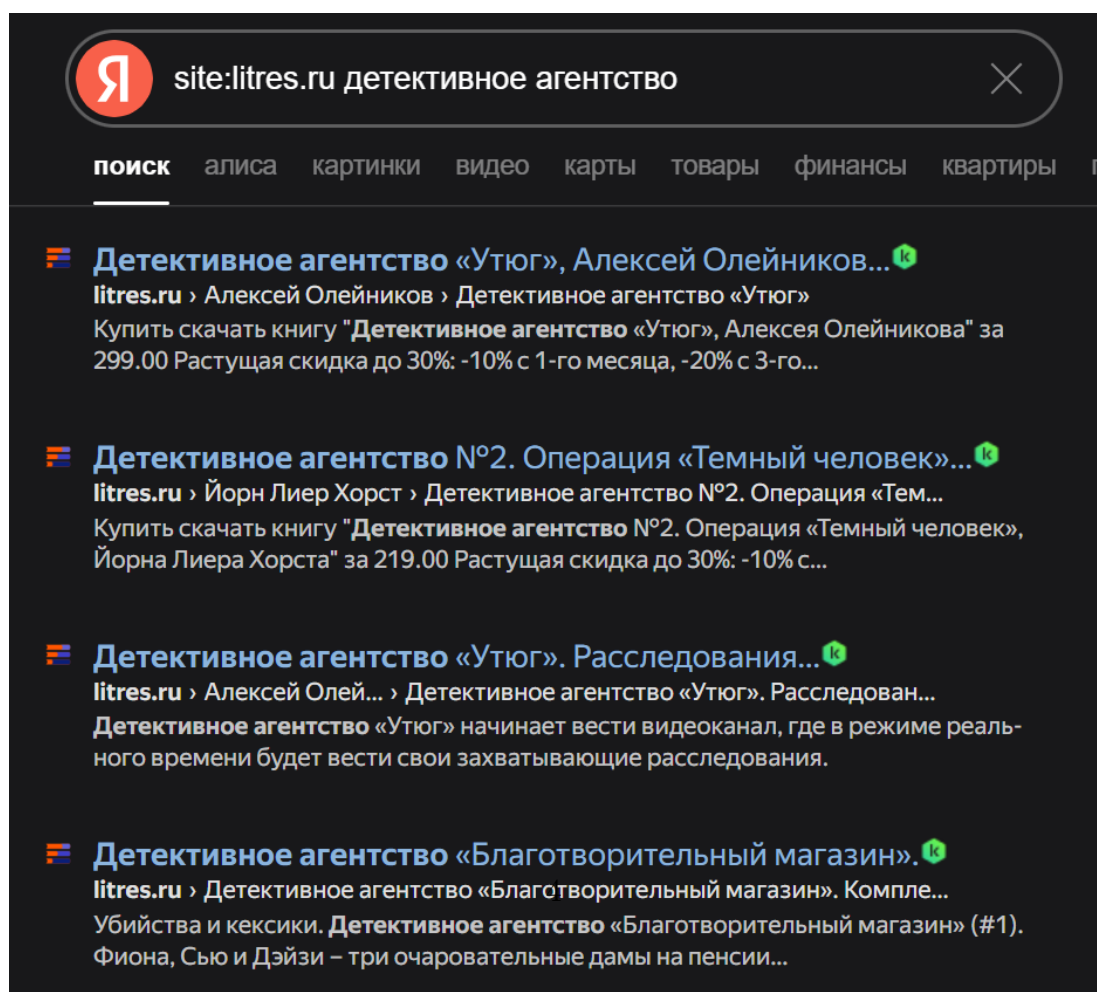 Я site:litres.ru детективное агентство
поиск алиса картинки видео карты товары финансы квартиры
Детективное агентство «Утюг», Алексей Олейников...
litres.ru › Алексей Олейников › Детективное агентство «Утюг»
Купить скачать книгу "Детективное агентство «Утюг», Алексея Олейникова" за
299.00 Растущая скидка до 30%: -10% с 1-го месяца, -20% с 3-го...
Детективное агентство №2. Операция «Темный человек»...
litres.ru › Йорн Лиер Хорст › Детективное агентство №2. Операция «Тем...
Купить скачать книгу "Детективное агентство №2. Операция «Темный человек»,
Йорна Лиера Хорста" за 219.00 Растущая скидка до 30%: -10% с...
Детективное агентство «Утюг». Расследования...
litres.ru › Алексей Олей... › Детективное агентство «Утюг». Расследован...
Детективное агентство «Утюг» начинает вести видеоканал, где в режиме реаль-
ного времени будет вести свои захватывающие расследования.
Детективное агентство «Благотворительный магазин».
litres.ru › Детективное агентство «Благотворительный магазин». Компле...
Убийства и кексики. Детективное агентство «Благотворительный магазин» (#1).
Фиона, Сью и Дэйзи – три очаровательные дамы на пенсии...